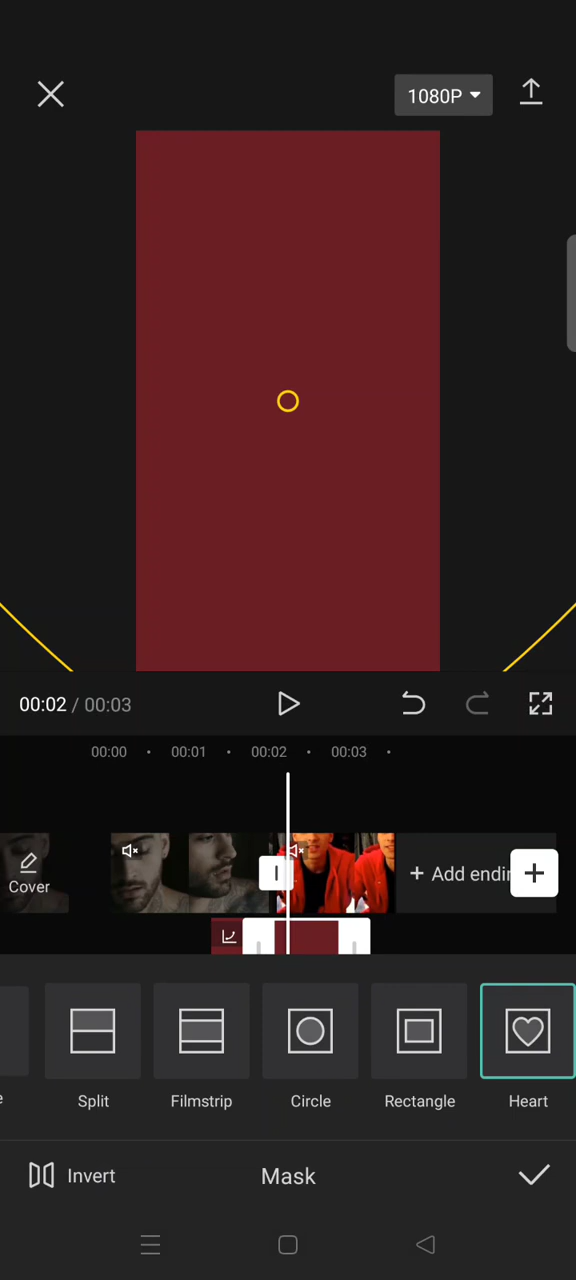 1080P
00:02 / 00:03
00:00 00:01 00:02 00:03
Cover
+ Add endin
Split Filmstrip Circle Rectangle Heart
Invert Mask